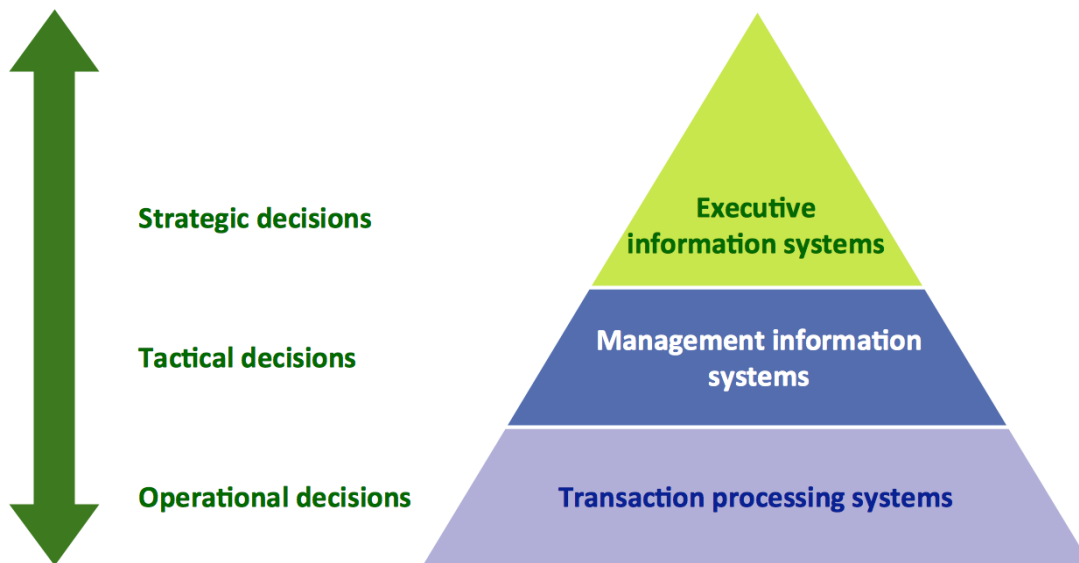 Strategic decisions
Executive
information systems
Tactical decisions
Management information
systems
Operational decisions
Transaction processing systems